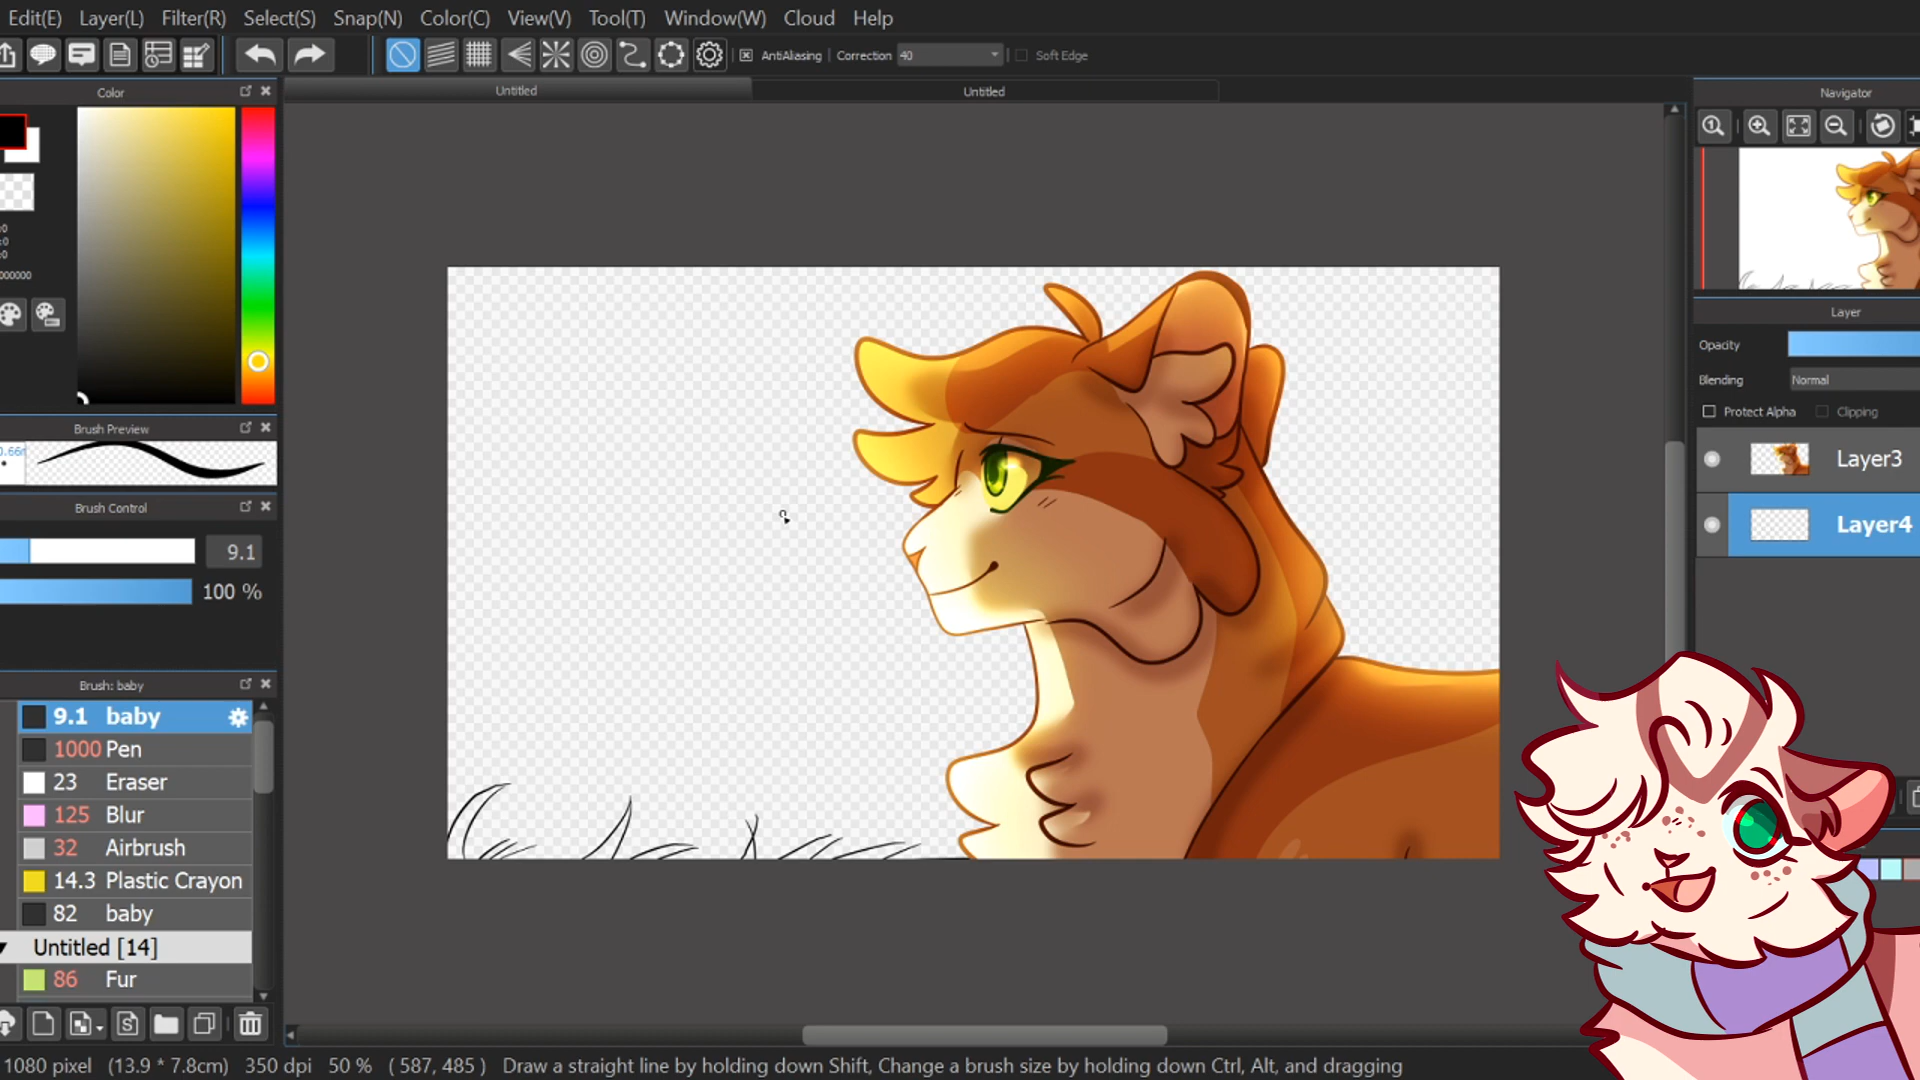 Edit(E) Layer(L) Filter(R) Select(S) Snap(N) Color(C) View(V) Tool(T) Window(W) Cloud Help
AntiAliasing Correction 40 Soft Edge
Color
Untitled
Untitled
Navigator
:0
:0
:0
000000
Layer
Opacity
Blending Normal
Protect Alpha Clipping
Layer3
Layer4
Brush Preview
Brush Control
9.1
100 %
Brush: baby
9.1 baby
1000 Pen
23 Eraser
125 Blur
32 Airbrush
14.3 Plastic Crayon
82 baby
Untitled [14]
86 Fur
1080 pixel (13.9 * 7.8cm) 350 dpi 50 % ( 587, 485 ) Draw a straight line by holding down Shift, Change a brush size by holding down Ctrl, Alt, and dragging